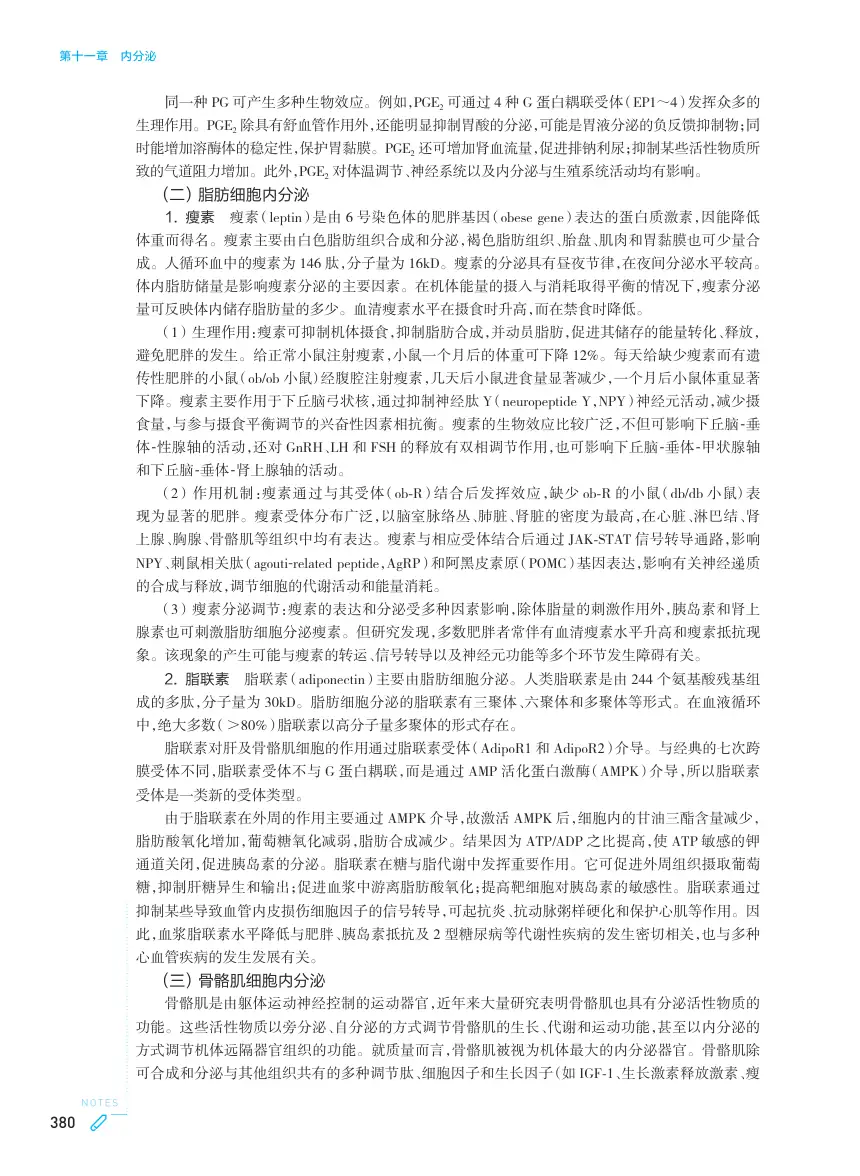 第十一章 内分泌
同一种 PG 可产生多种生物效应。例如,PGE2 可通过 4 种 G 蛋白耦联受体(EP1～4)发挥众多的
生理作用。PGE2 除具有舒血管作用外,还能明显抑制胃酸的分泌,可能是胃液分泌的负反馈抑制物;同
时能增加溶酶体的稳定性,保护胃黏膜。PGE2 还可增加肾血流量,促进排钠利尿;抑制某些活性物质所
致的气道阻力增加。此外,PGE2 对体温调节、神经系统以及内分泌与生殖系统活动均有影响。
(二) 脂肪细胞内分泌
1. 瘦素 瘦素(leptin)是由 6 号染色体的肥胖基因(obese gene)表达的蛋白质激素,因能降低
体重而得名。瘦素主要由白色脂肪组织合成和分泌,褐色脂肪组织、胎盘、肌肉和胃黏膜也可少量合
成。人循环血中的瘦素为 146 肽,分子量为 16kD。瘦素的分泌具有昼夜节律,在夜间分泌水平较高。
体内脂肪储量是影响瘦素分泌的主要因素。在机体能量的摄入与消耗取得平衡的情况下,瘦素分泌
量可反映体内储存脂肪量的多少。血清瘦素水平在摄食时升高,而在禁食时降低。
(1) 生理作用:瘦素可抑制机体摄食,抑制脂肪合成,并动员脂肪,促进其储存的能量转化、释放,
避免肥胖的发生。给正常小鼠注射瘦素,小鼠一个月后的体重可下降 12%。每天给缺少瘦素而有遗
传性肥胖的小鼠(ob/ob 小鼠)经腹腔注射瘦素,几天后小鼠进食量显著减少,一个月后小鼠体重显著
下降。瘦素主要作用于下丘脑弓状核,通过抑制神经肽 Y(neuropeptide Y,NPY)神经元活动,减少摄
食量,与参与摄食平衡调节的兴奋性因素相抗衡。瘦素的生物效应比较广泛,不但可影响下丘脑-垂
体-性腺轴的活动,还对 GnRH、LH 和 FSH 的释放有双相调节作用,也可影响下丘脑-垂体-甲状腺轴
和下丘脑-垂体-肾上腺轴的活动。
(2) 作用机制:瘦素通过与其受体(ob-R)结合后发挥效应,缺少 ob-R 的小鼠(db/db 小鼠)表
现为显著的肥胖。瘦素受体分布广泛,以脑室脉络丛、肺脏、肾脏的密度为最高,在心脏、淋巴结、肾
上腺、胸腺、骨骼肌等组织中均有表达。瘦素与相应受体结合后通过 JAK-STAT 信号转导通路,影响
NPY、刺鼠相关肽(agouti-related peptide,AgRP)和阿黑皮素原(POMC)基因表达,影响有关神经递质
的合成与释放,调节细胞的代谢活动和能量消耗。
(3) 瘦素分泌调节:瘦素的表达和分泌受多种因素影响,除体脂量的刺激作用外,胰岛素和肾上
腺素也可刺激脂肪细胞分泌瘦素。但研究发现,多数肥胖者常伴有血清瘦素水平升高和瘦素抵抗现
象。该现象的产生可能与瘦素的转运、信号转导以及神经元功能等多个环节发生障碍有关。
2. 脂联素 脂联素(adiponectin)主要由脂肪细胞分泌。人类脂联素是由 244 个氨基酸残基组
成的多肽,分子量为 30kD。脂肪细胞分泌的脂联素有三聚体、六聚体和多聚体等形式。在血液循环
中,绝大多数(＞80%)脂联素以高分子量多聚体的形式存在。
脂联素对肝及骨骼肌细胞的作用通过脂联素受体(AdipoR1 和 AdipoR2)介导。与经典的七次跨
膜受体不同,脂联素受体不与 G 蛋白耦联,而是通过 AMP 活化蛋白激酶(AMPK)介导,所以脂联素
受体是一类新的受体类型。
由于脂联素在外周的作用主要通过 AMPK 介导,故激活 AMPK 后,细胞内的甘油三酯含量减少,
脂肪酸氧化增加,葡萄糖氧化减弱,脂肪合成减少。结果因为 ATP/ADP 之比提高,使 ATP 敏感的钾
通道关闭,促进胰岛素的分泌。脂联素在糖与脂代谢中发挥重要作用。它可促进外周组织摄取葡萄
糖,抑制肝糖异生和输出;促进血浆中游离脂肪酸氧化;提高靶细胞对胰岛素的敏感性。脂联素通过
抑制某些导致血管内皮损伤细胞因子的信号转导,可起抗炎、抗动脉粥样硬化和保护心肌等作用。因
此,血浆脂联素水平降低与肥胖、胰岛素抵抗及 2 型糖尿病等代谢性疾病的发生密切相关,也与多种
心血管疾病的发生发展有关。
(三) 骨骼肌细胞内分泌
骨骼肌是由躯体运动神经控制的运动器官,近年来大量研究表明骨骼肌也具有分泌活性物质的
功能。这些活性物质以旁分泌、自分泌的方式调节骨骼肌的生长、代谢和运动功能,甚至以内分泌的
方式调节机体远隔器官组织的功能。就质量而言,骨骼肌被视为机体最大的内分泌器官。骨骼肌除
可合成和分泌与其他组织共有的多种调节肽、细胞因子和生长因子(如 IGF-1、生长激素释放激素、瘦
NOTES
380